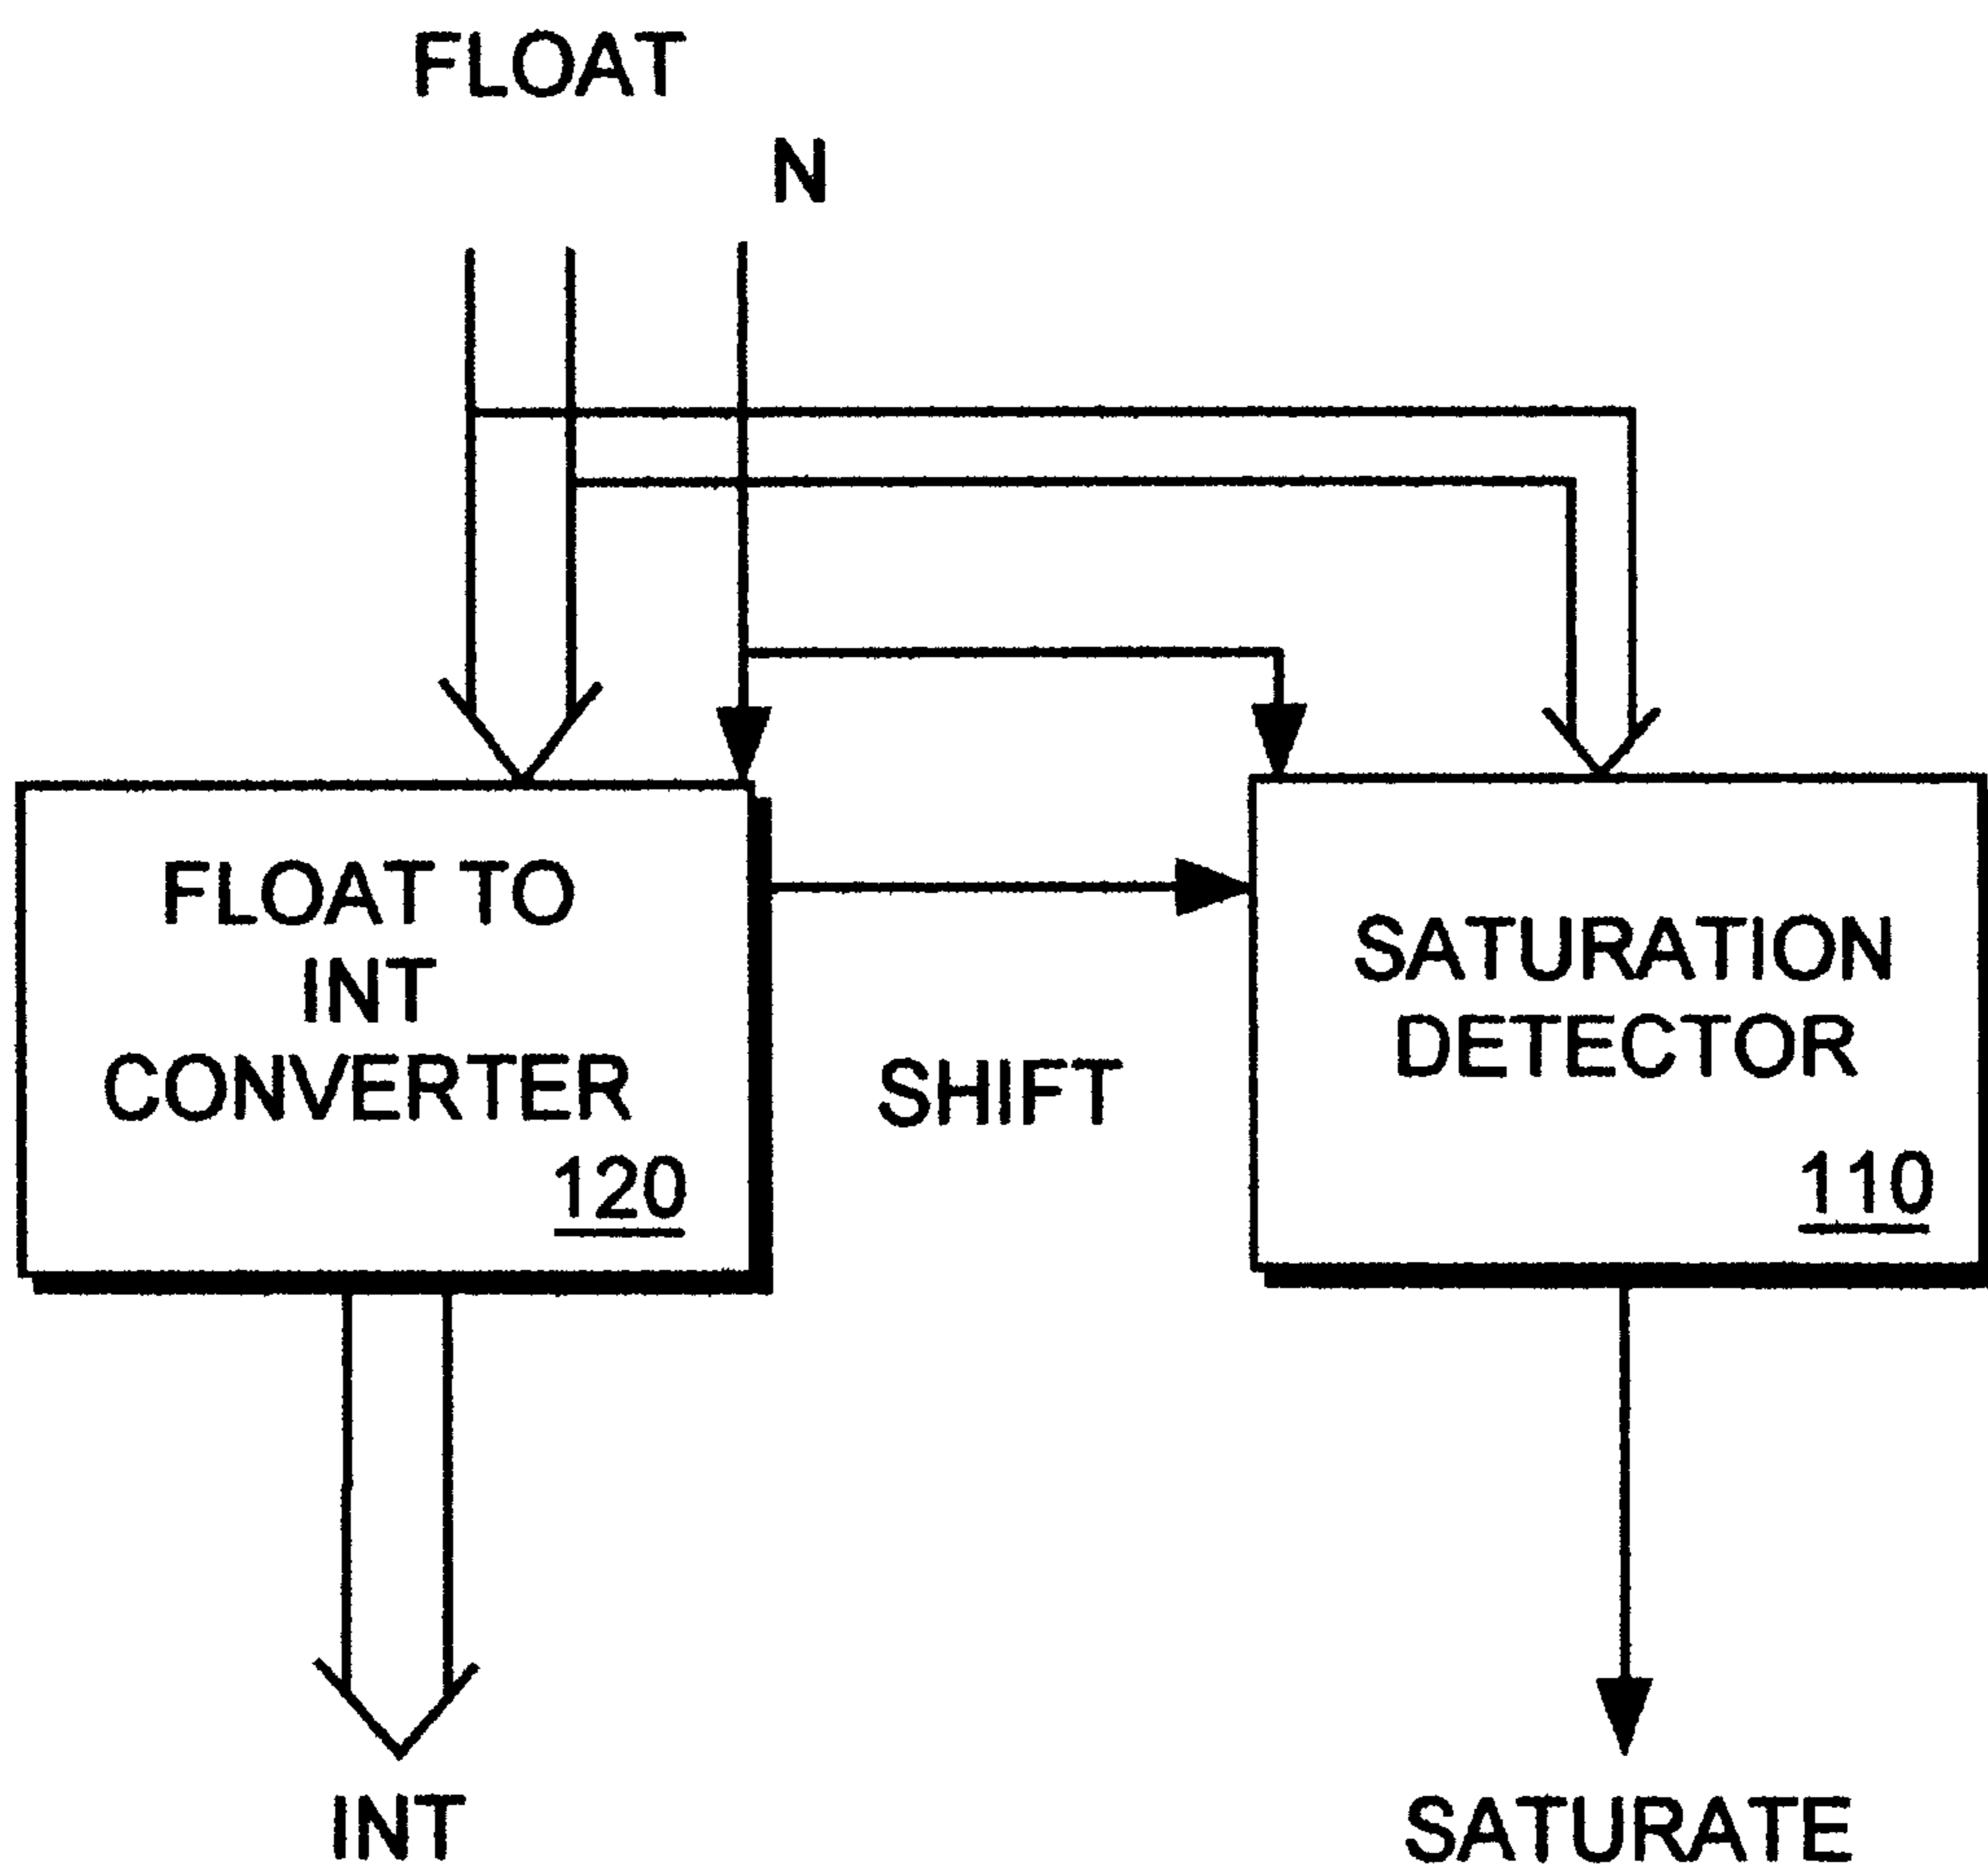 FLOAT
N
FLOAT TO
INT
CONVERTER
120
SHIFT
SATURATION
DETECTOR
110
INT
SATURATE